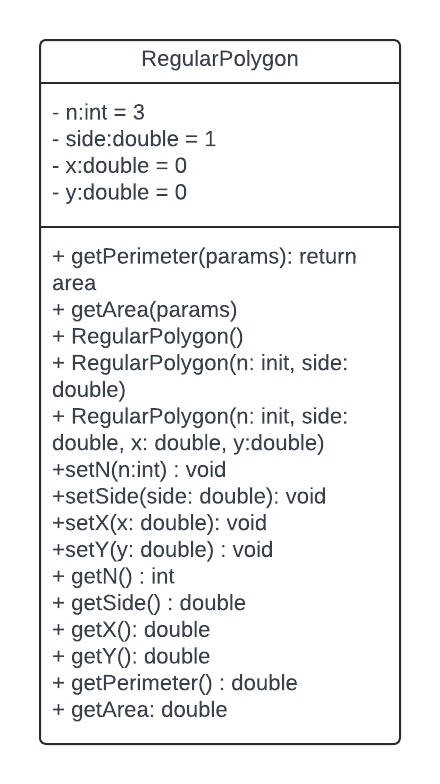 RegularPolygon
- n:int = 3
- side:double = 1
- x:double = 0
- y:double = 0
+ getPerimeter(params): return
area
+ getArea(params)
+ RegularPolygon()
+ RegularPolygon(n: init, side:
double)
+ RegularPolygon(n: init, side:
double, x: double, y:double)
+setN(n:int) : void
+setSide(side: double): void
+setX(x: double): void
+setY(y: double) : void
+ getN() : int
+ getSide() : double
+ getX(): double
+ getY(): double
+ getPerimeter() : double
+ getArea: double